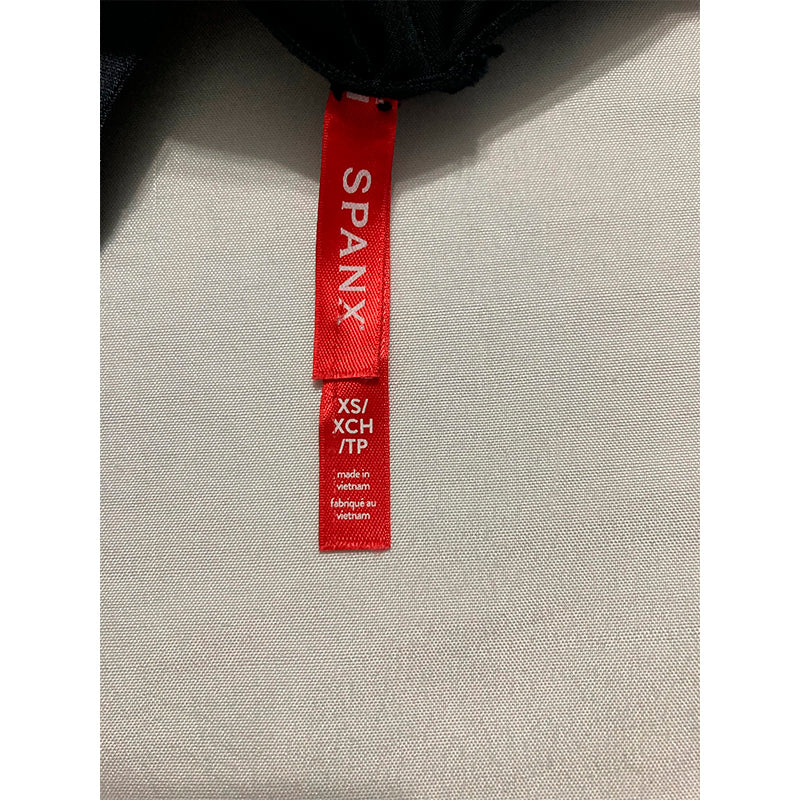 SPANX
XS/
XCH
/TP
made in
vietnam
fabriqué au
vietnam